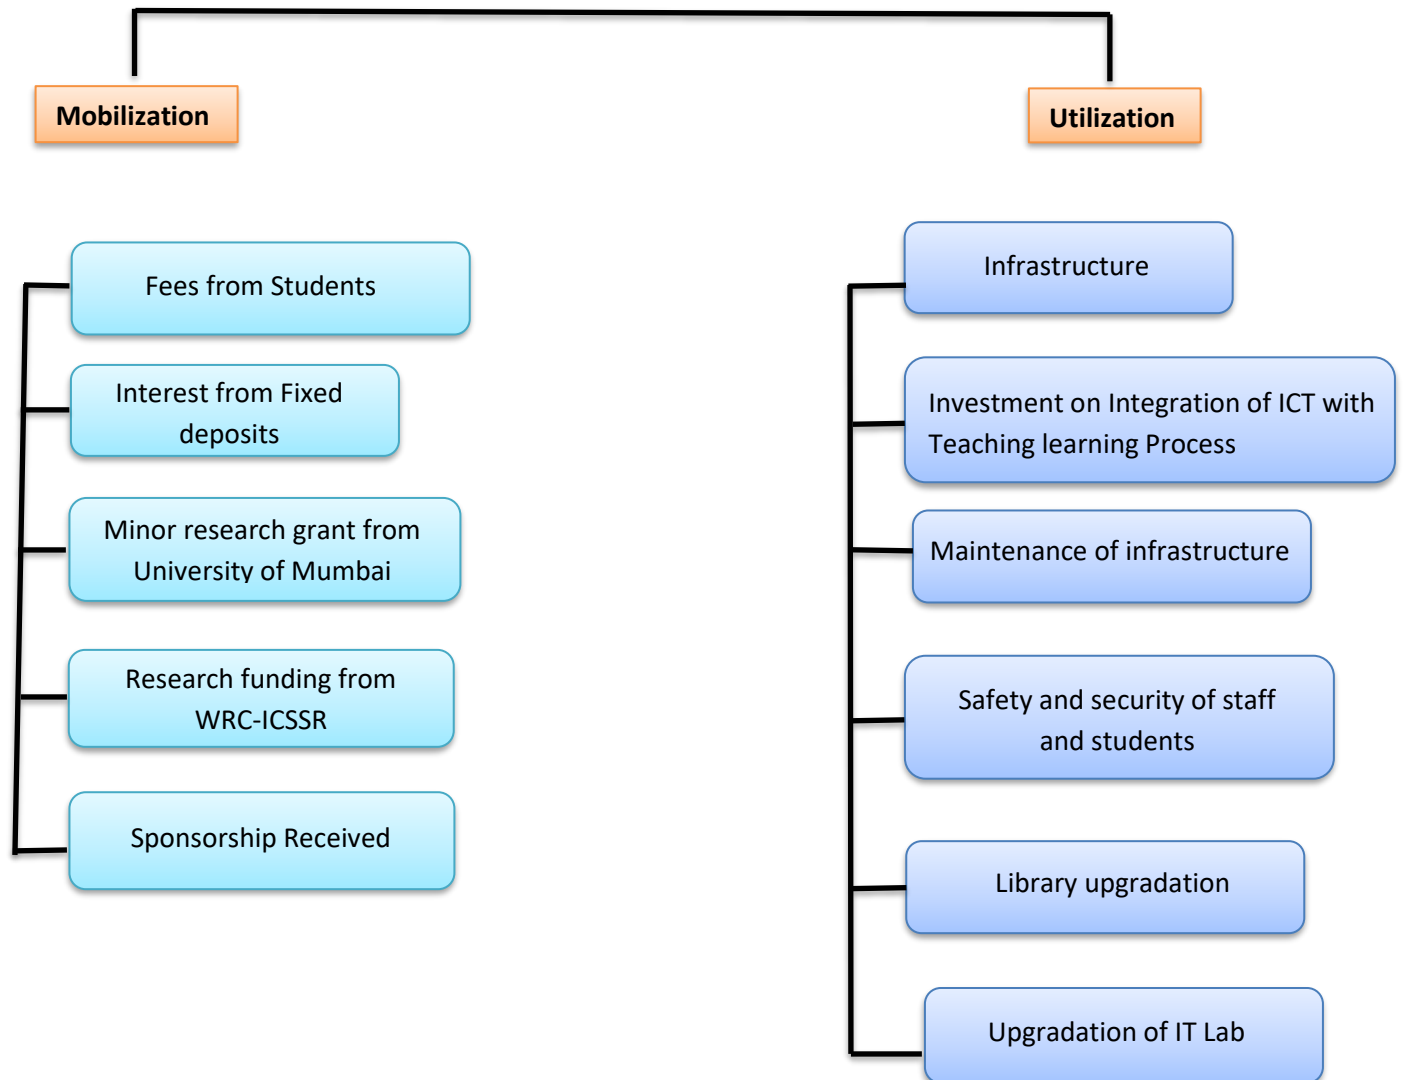 Mobilization
Utilization
Fees from Students
Interest from Fixed
deposits
Minor research grant from
University of Mumbai
Research funding from
WRC-ICSSR
Sponsorship Received
Infrastructure
Investment on Integration of ICT with
Teaching learning Process
Maintenance of infrastructure
Safety and security of staff
and students
Library upgradation
Upgradation of IT Lab